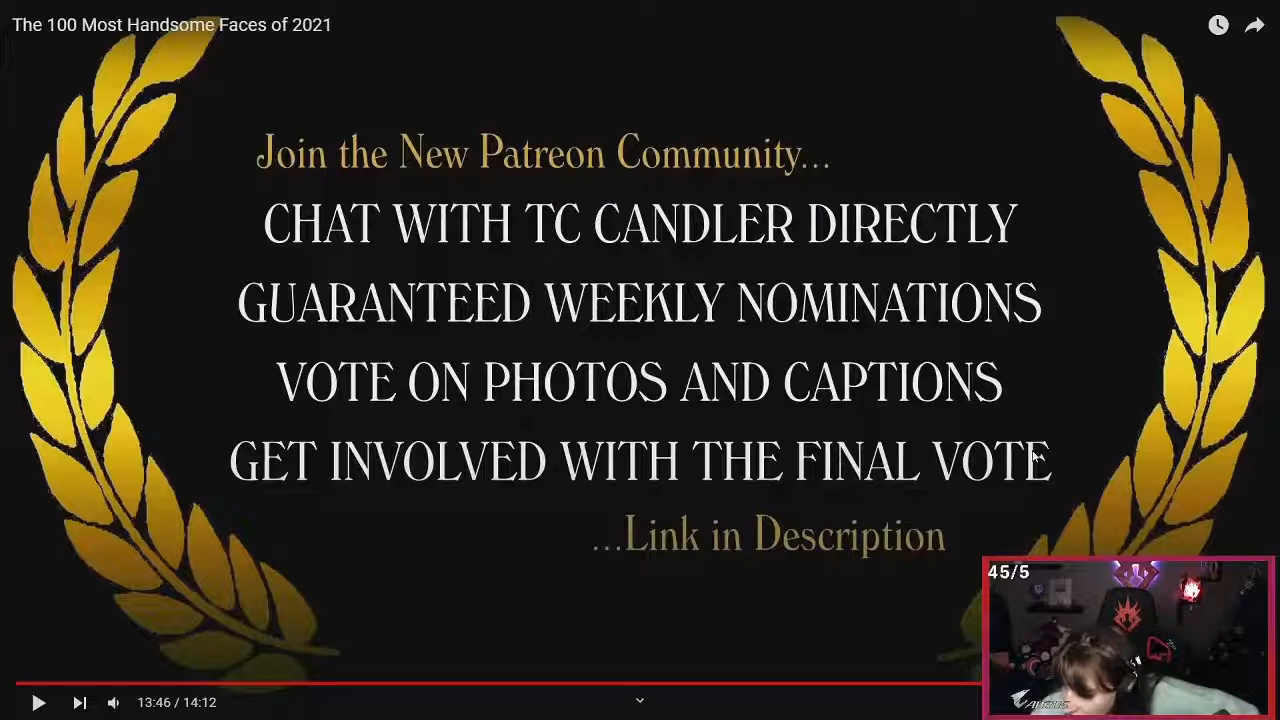 The 100 Most Handsome Faces of 2021
Join the New Patreon Community...
CHAT WITH TC CANDLER DIRECTLY
GUARANTEED WEEKLY NOMINATIONS
VOTE ON PHOTOS AND CAPTIONS
GET INVOLVED WITH THE FINAL VOTE
...Link in Description
45/5
AORUS
13:46 / 14:12